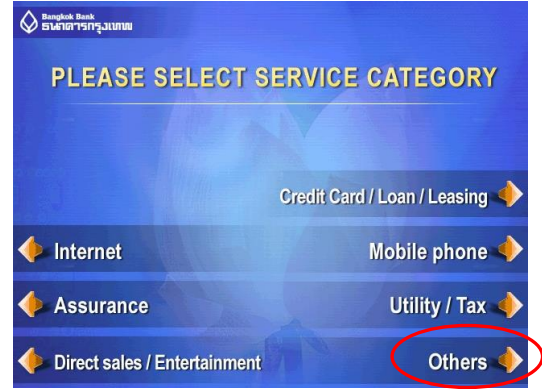 Bangkok Bank
ธนาคารกรุงเทพ
PLEASE SELECT SERVICE CATEGORY
Credit Card / Loan / Leasing
Internet
Mobile phone
Assurance
Utility / Tax
Direct sales / Entertainment
Others